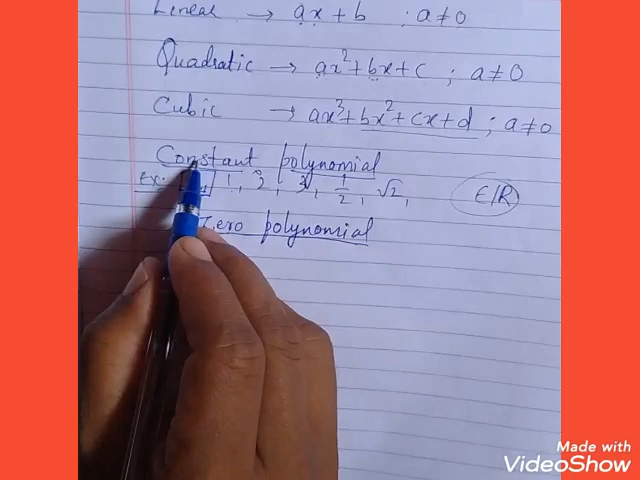 Linear → ax + b ; a ≠ 0
Quadratic → ax² + bx + c ; a ≠ 0
Cubic → ax³ + bx² + cx + d ; a ≠ 0
Constant polynomial
Ex: 1, 2, 3, 1/2, √2, ∈ℝ
Zero polynomial
Made with
VideoShow